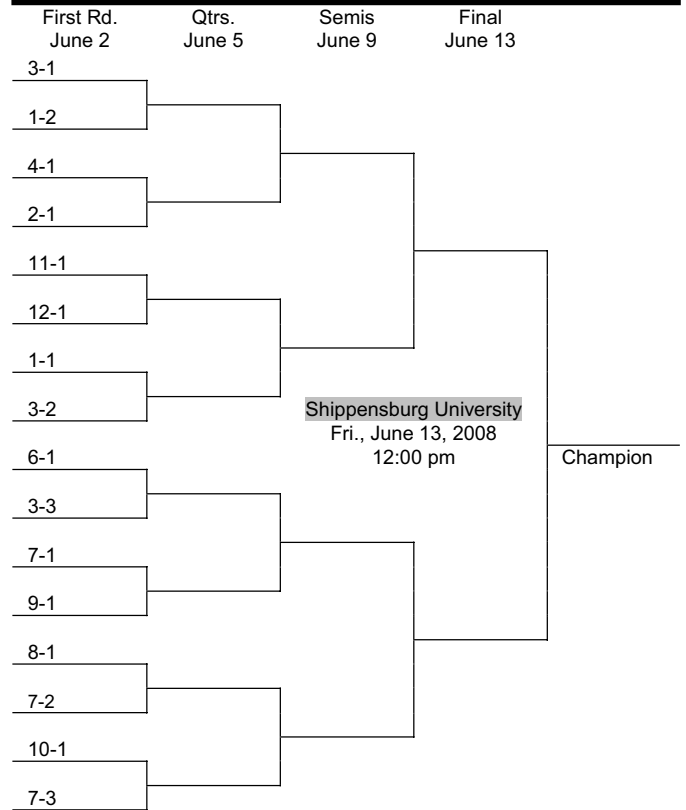 First Rd. Qtrs. Semis Final
June 2 June 5 June 9 June 13
3-1
1-2
4-1
2-1
11-1
12-1
1-1
3-2
Shippensburg University
Fri., June 13, 2008
12:00 pm
Champion
6-1
3-3
7-1
9-1
8-1
7-2
10-1
7-3